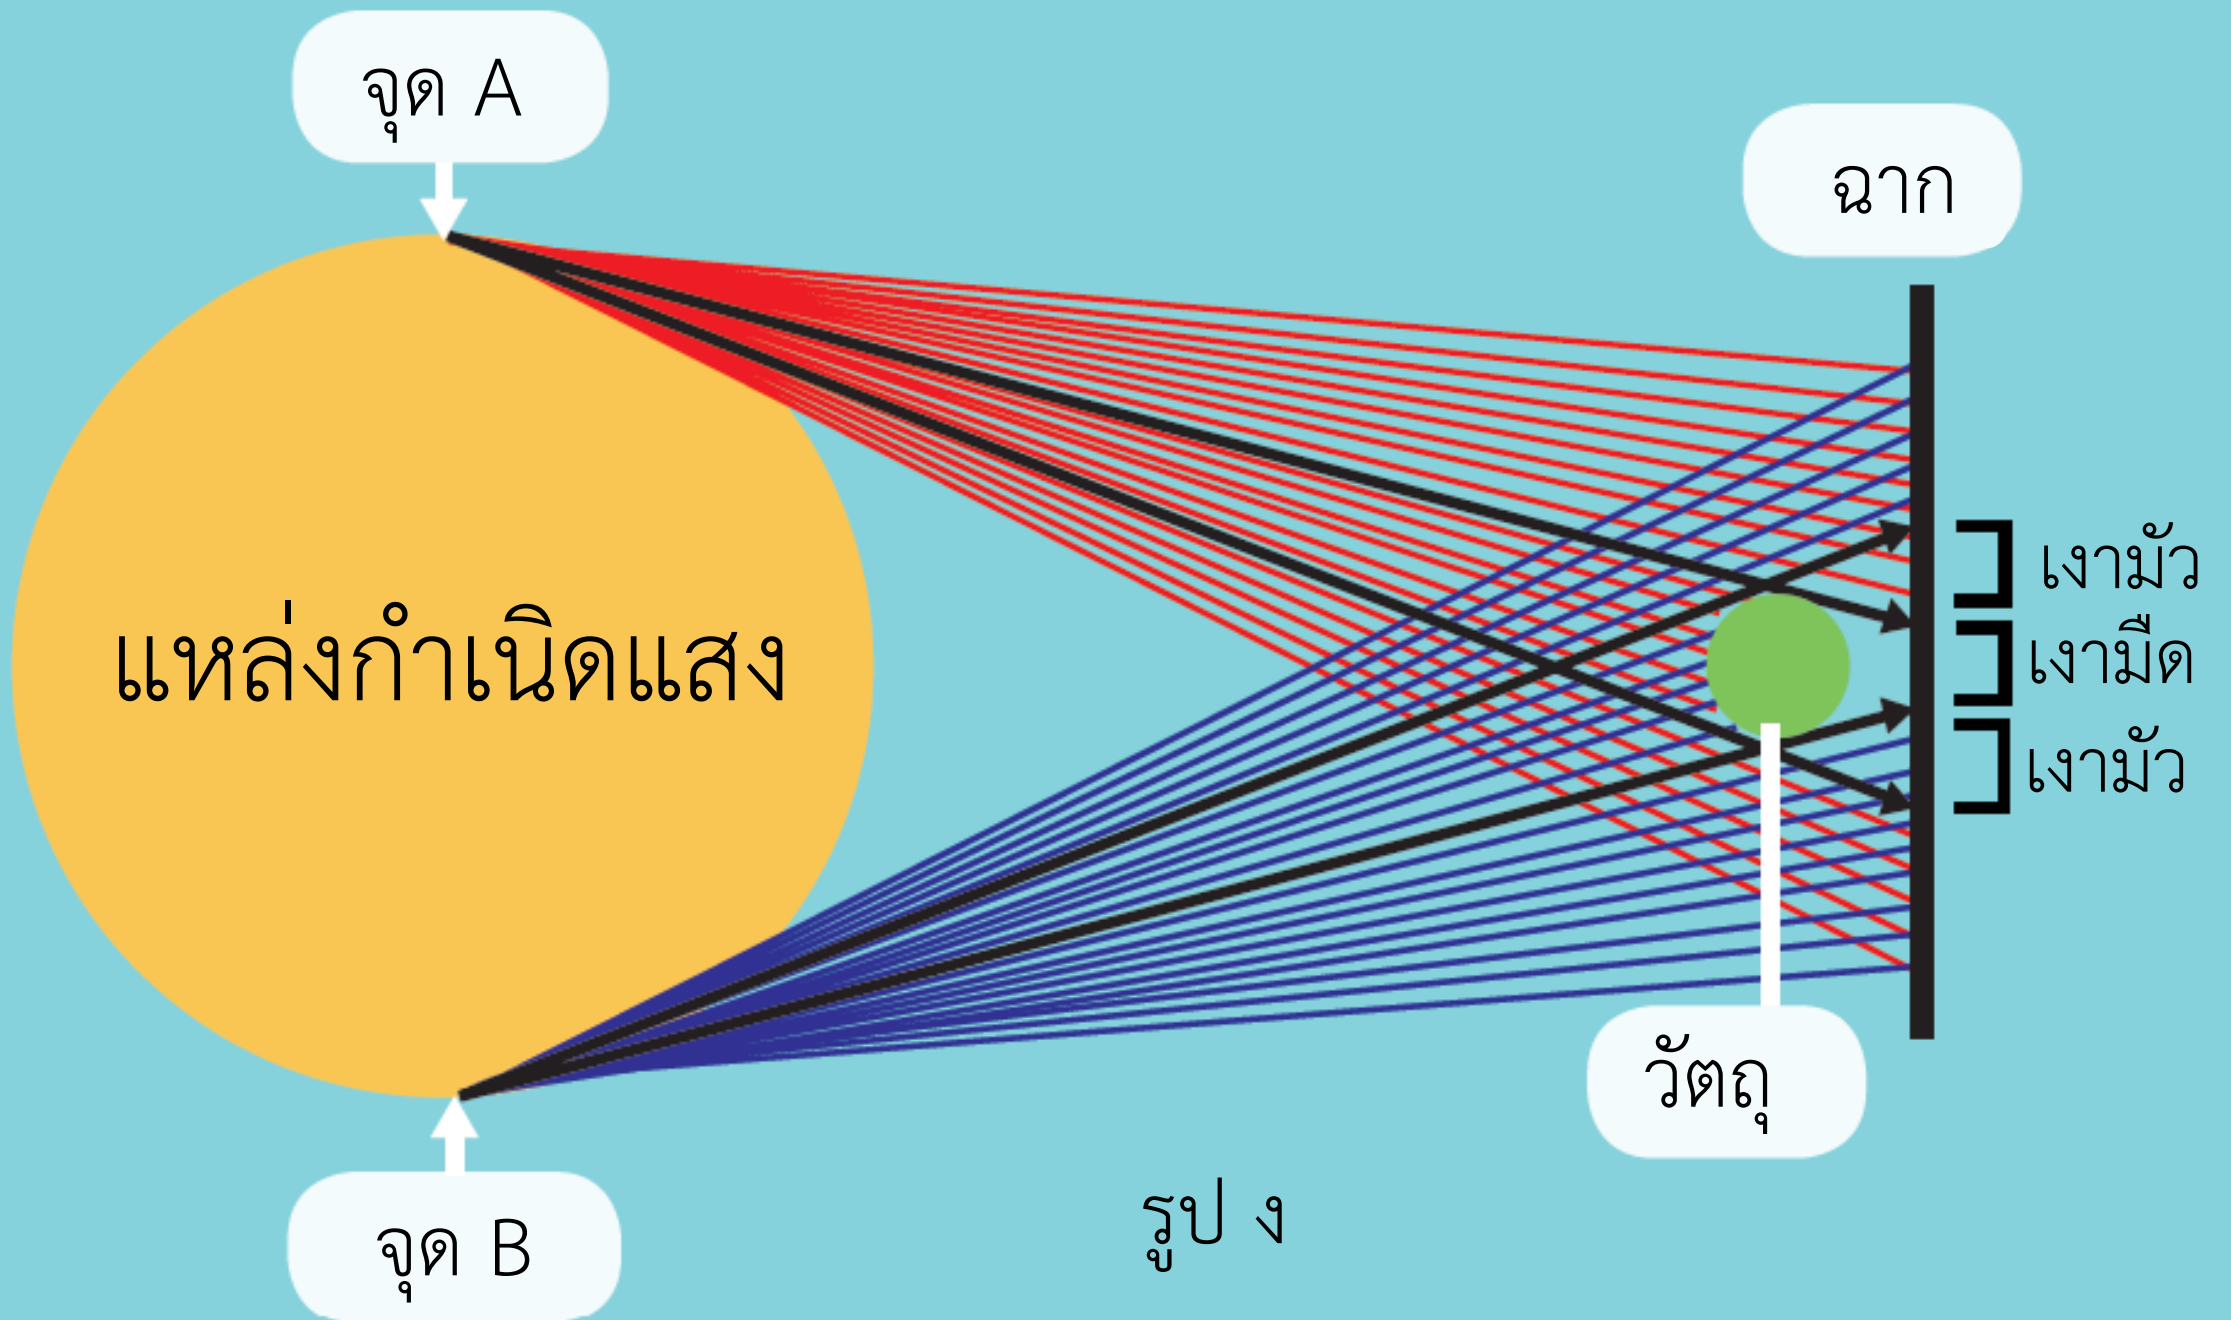 จุด A
ฉาก
เงามัว
แหล่งกำเนิดแสง
เงามืด
เงามัว
วัตถุ
รูป ง
จุด B